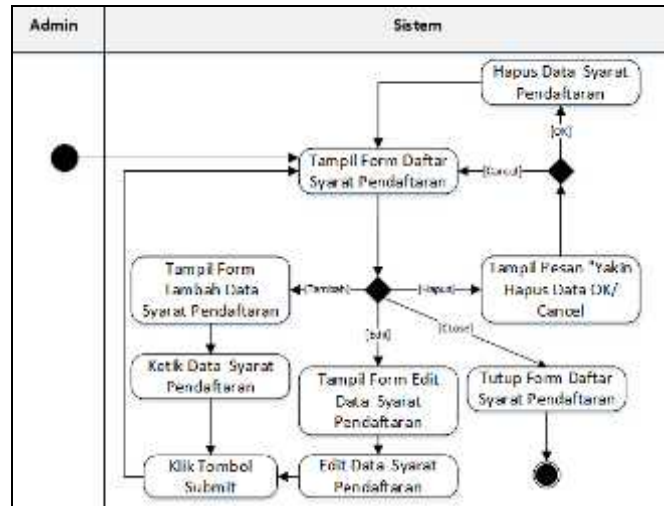 Admin
Sistem
Hapus Data Syarat
Pendaftaran
[OK]
Tampil Form Daftar
Syarat Pendaftaran
[Cancel]
Tampil Form
Tambah Data
Syarat Pendaftaran
[Tambah]
[Hapus]
Tampil Pesan "Yakin
Hapus Data OK/
Cancel
[Edit]
[Close]
Ketik Data Syarat
Pendaftaran
Tampil Form Edit
Data Syarat
Pendaftaran
Tutup Form Daftar
Syarat Pendaftaran
Klik Tombol
Submit
Edit Data Syarat
Pendaftaran